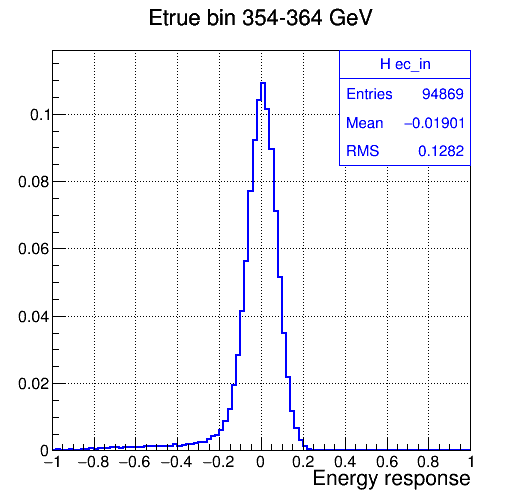 Etrue bin 354-364 GeV
H ec_in
Entries 94869
Mean −0.01901
RMS 0.1282
0.1
0.08
0.06
0.04
0.02
0
−1 −0.8 −0.6 −0.4 −0.2 0 0.2 0.4 0.6 0.8 1
Energy response